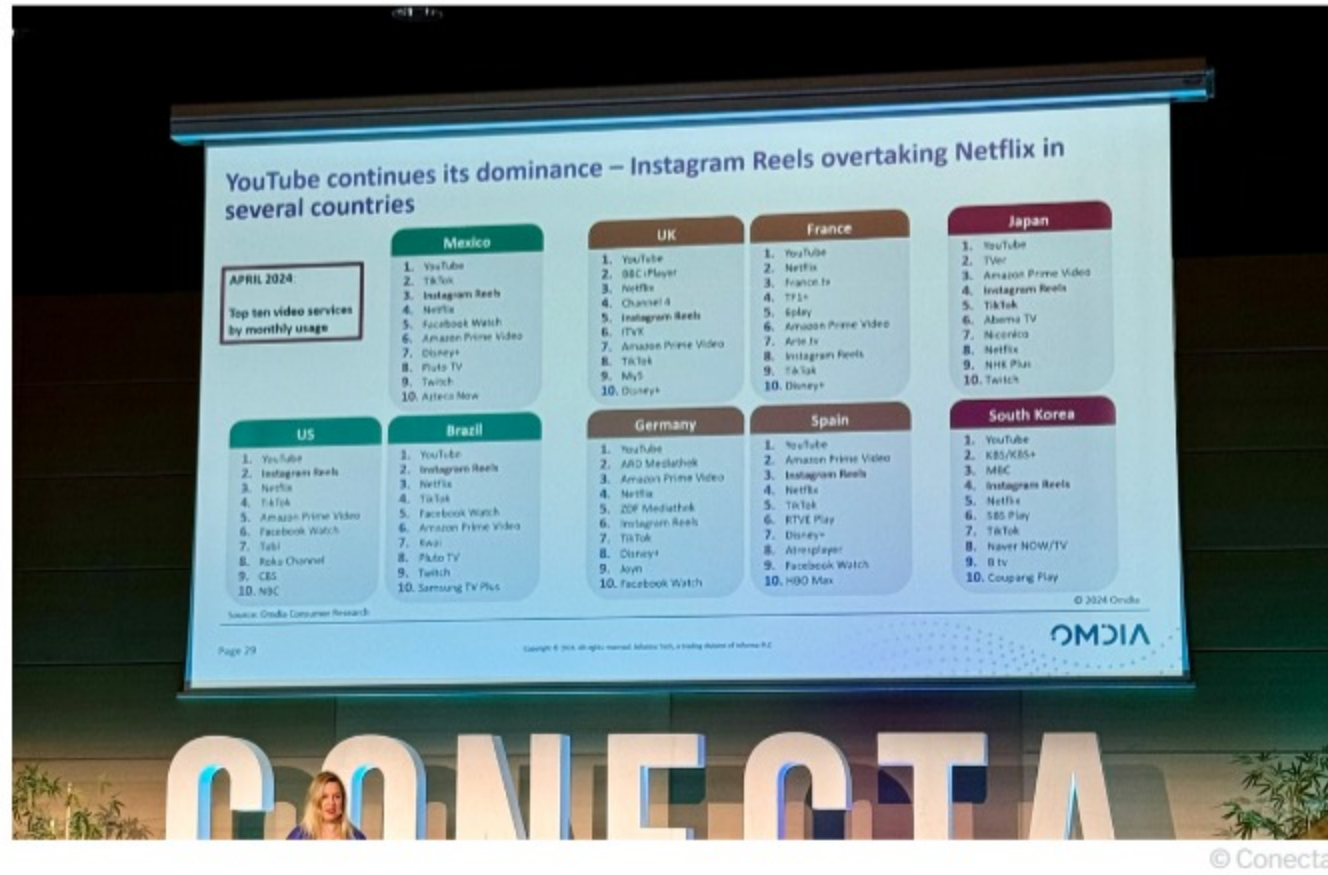 YouTube continues its dominance – Instagram Reels overtaking Netflix in
several countries
APRIL 2024:
Top ten video services
by monthly usage
Mexico
1. YouTube
2. TikTok
3. Instagram Reels
4. Netflix
5. Facebook Watch
6. Amazon Prime Video
7. Disney+
8. Pluto TV
9. Twitch
10. Azteca Now
UK
1. YouTube
2. BBC iPlayer
3. Netflix
4. Channel 4
5. Instagram Reels
6. ITVX
7. Amazon Prime Video
8. TikTok
9. My5
10. Disney+
France
1. YouTube
2. Netflix
3. France.tv
4. TF1+
5. 6play
6. Amazon Prime Video
7. Arte.tv
8. Instagram Reels
9. TikTok
10. Disney+
Japan
1. YouTube
2. TVer
3. Amazon Prime Video
4. Instagram Reels
5. TikTok
6. Abema TV
7. Niconico
8. Netflix
9. NHK Plus
10. Twitch
US
1. YouTube
2. Instagram Reels
3. Netflix
4. TikTok
5. Amazon Prime Video
6. Facebook Watch
7. Tubi
8. Roku Channel
9. CBS
10. NBC
Brazil
1. YouTube
2. Instagram Reels
3. Netflix
4. TikTok
5. Facebook Watch
6. Amazon Prime Video
7. Kwai
8. Pluto TV
9. Twitch
10. Samsung TV Plus
Germany
1. YouTube
2. ARD Mediathek
3. Amazon Prime Video
4. Netflix
5. ZDF Mediathek
6. Instagram Reels
7. TikTok
8. Disney+
9. Joyn
10. Facebook Watch
Spain
1. YouTube
2. Amazon Prime Video
3. Instagram Reels
4. Netflix
5. TikTok
6. RTVE Play
7. Disney+
8. Atresplayer
9. Facebook Watch
10. HBO Max
South Korea
1. YouTube
2. KBS/KBS+
3. MBC
4. Instagram Reels
5. Netflix
6. SBS Play
7. TikTok
8. Naver NOW/TV
9. B tv
10. Coupang Play
Source: Omdia Consumer Research
© 2024 Omdia
Page 29
Copyright © 2024. All rights reserved. Informa Tech, a trading division of Informa PLC
OMDIA
CONECTA
© Conecta